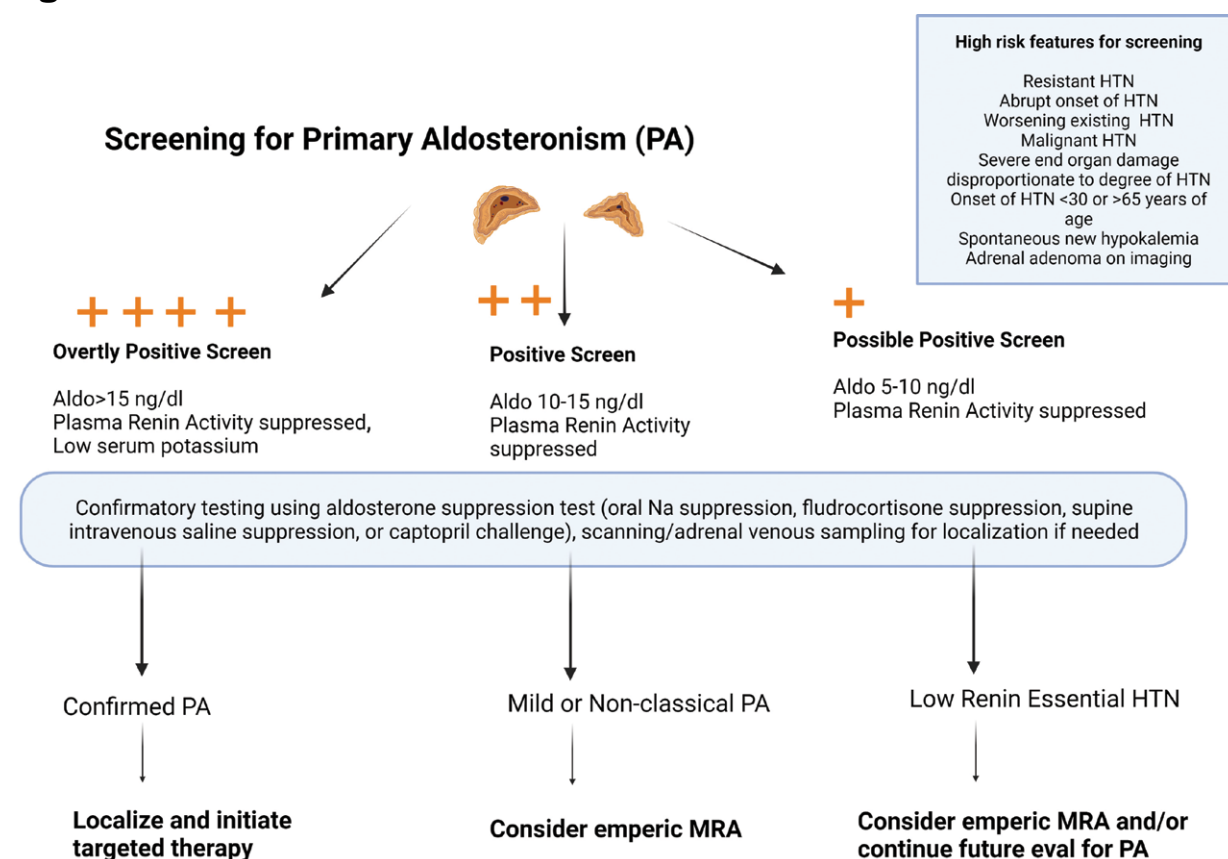 High risk features for screening
Resistant HTN
Abrupt onset of HTN
Worsening existing HTN
Malignant HTN
Severe end organ damage
disproportionate to degree of HTN
Onset of HTN <30 or >65 years of
age
Spontaneous new hypokalemia
Adrenal adenoma on imaging
Screening for Primary Aldosteronism (PA)
+ + + +
Overtly Positive Screen
Aldo>15 ng/dl
Plasma Renin Activity suppressed,
Low serum potassium
+ +
Positive Screen
Aldo 10-15 ng/dl
Plasma Renin Activity
suppressed
+
Possible Positive Screen
Aldo 5-10 ng/dl
Plasma Renin Activity suppressed
Confirmatory testing using aldosterone suppression test (oral Na suppression, fludrocortisone suppression, supine
intravenous saline suppression, or captopril challenge), scanning/adrenal venous sampling for localization if needed
Confirmed PA
Mild or Non-classical PA
Low Renin Essential HTN
Localize and initiate
targeted therapy
Consider emperic MRA
Consider emperic MRA and/or
continue future eval for PA